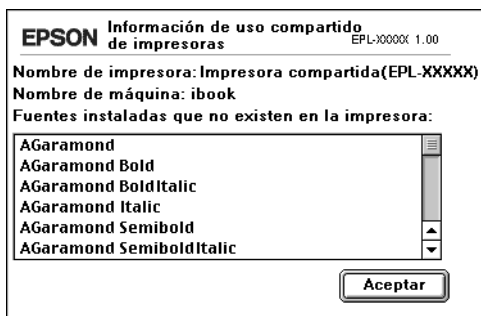 EPSON Información de uso compartido
de impresoras EPL-XXXXX 1.00
Nombre de impresora: Impresora compartida(EPL-XXXXX)
Nombre de máquina: ibook
Fuentes instaladas que no existen en la impresora:
AGaramond
AGaramond Bold
AGaramond BoldItalic
AGaramond Italic
AGaramond Semibold
AGaramond SemiboldItalic
Aceptar